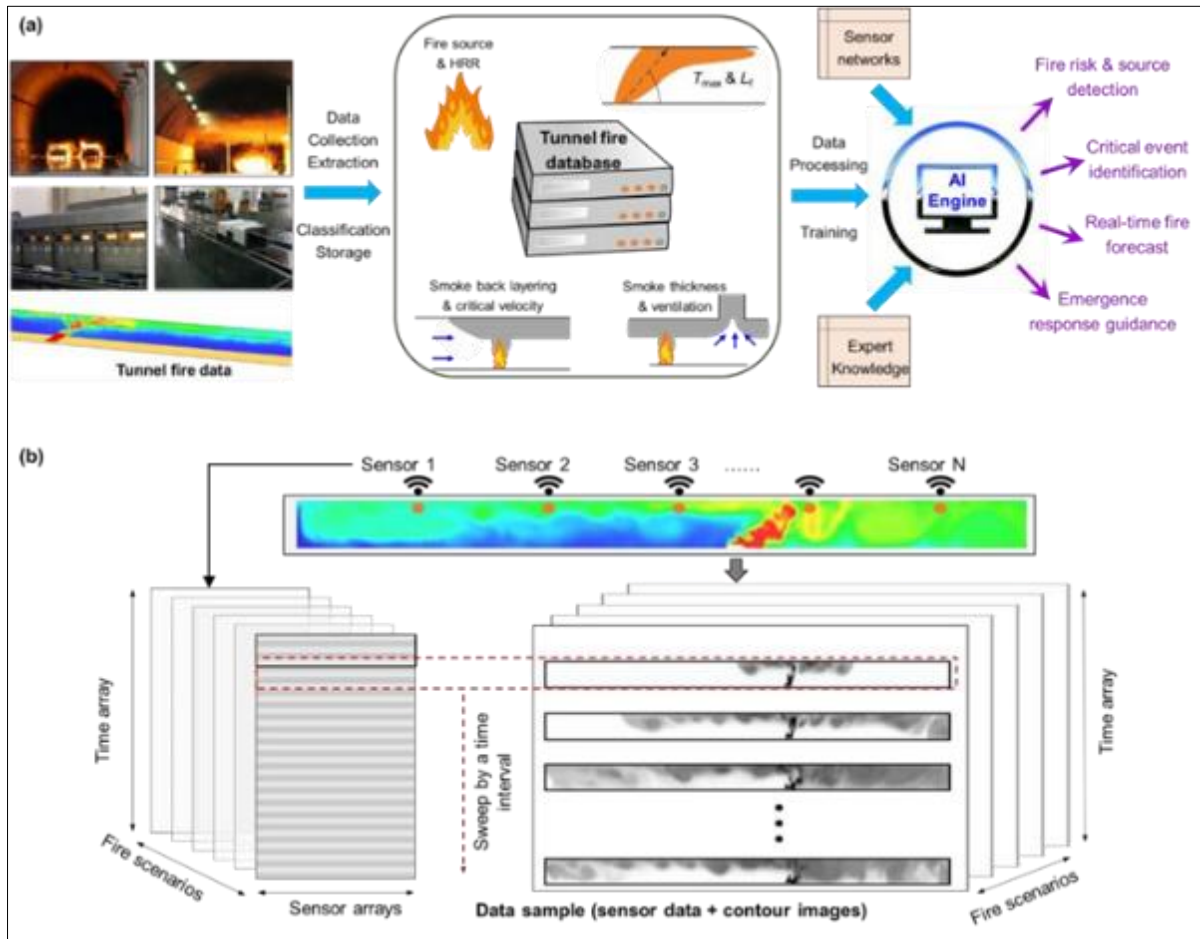 (a)
Tunnel fire data
Data
Collection
Extraction
Classification
Storage
Fire source
& HRR
Tmax & Lf
Tunnel fire
database
Smoke back layering
& critical velocity
Smoke thickness
& ventilation
Data
Processing
Training
Sensor
networks
AI
Engine
Expert
Knowledge
Fire risk & source
detection
Critical event
identification
Real-time fire
forecast
Emergence
response guidance
(b)
Sensor 1
Sensor 2
Sensor 3
......
Sensor N
Time array
Fire scenarios
Sensor arrays
Sweep by a time
interval
Data sample (sensor data + contour images)
Fire scenarios
Time array